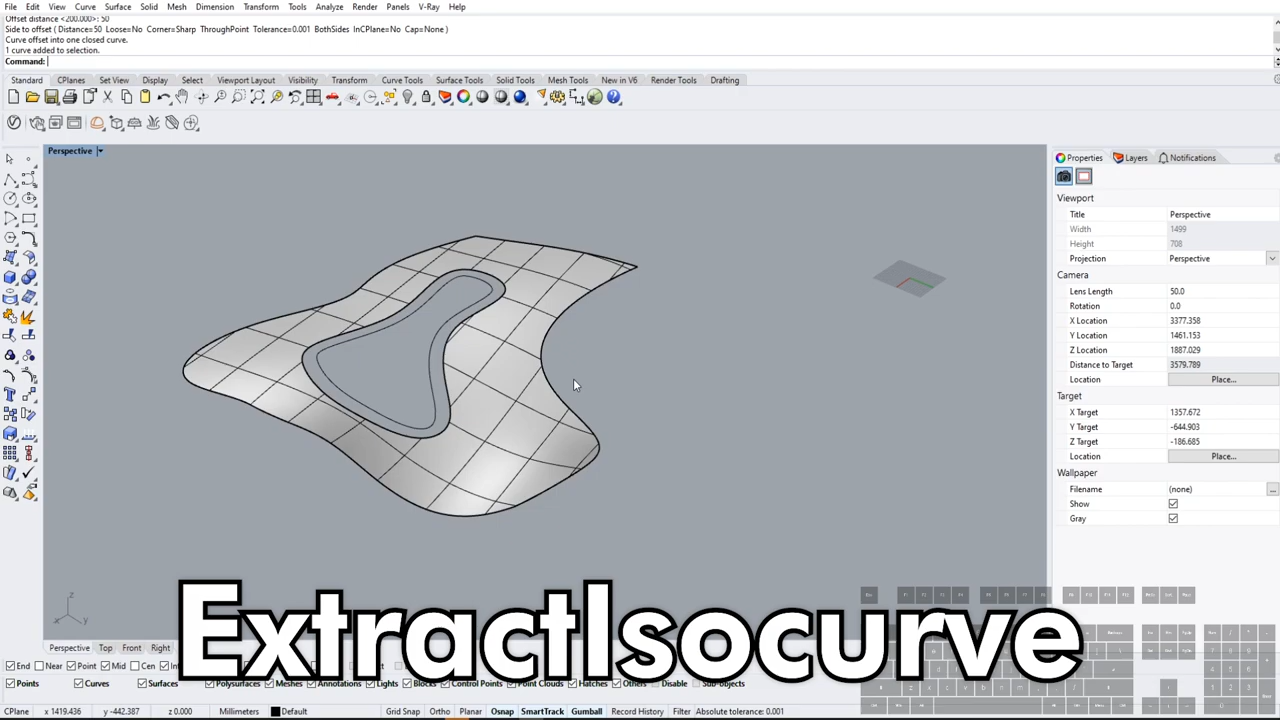 File Edit View Curve Surface Solid Mesh Dimension Transform Tools Analyze Render Panels V-Ray Help
Offset distance <200.000>: 50
Side to offset ( Distance=50 Loose=No Corner=Sharp ThroughPoint Tolerance=0.001 BothSides InCPlane=No Cap=None )
Curve offset into one closed curve.
1 curve added to selection.
Command:
Standard CPlanes Set View Display Select Viewport Layout Visibility Transform Curve Tools Surface Tools Solid Tools Mesh Tools New in V6 Render Tools Drafting
Perspective
Properties Layers Notifications
Viewport
Title Perspective
Width 1499
Height 708
Projection Perspective
Camera
Lens Length 50.0
Rotation 0.0
X Location 3377.358
Y Location 1461.153
Z Location 1887.029
Distance to Target 3579.789
Location Place...
Target
X Target 1357.672
Y Target -644.903
Z Target -186.685
Location Place...
Wallpaper
Filename (none) ...
Show
Gray
z
x y
ExtractIsocurve
Perspective Top Front Right
End Near Point Mid Cen
Points Curves Surfaces Polysurfaces Meshes Annotations Lights Blocks Control Points Point Clouds Hatches Others Disable Sub-objects
CPlane x 1419.436 y -442.387 z 0.000 Millimeters Default Grid Snap Ortho Planar Osnap SmartTrack Gumball Record History Filter Absolute tolerance: 0.001